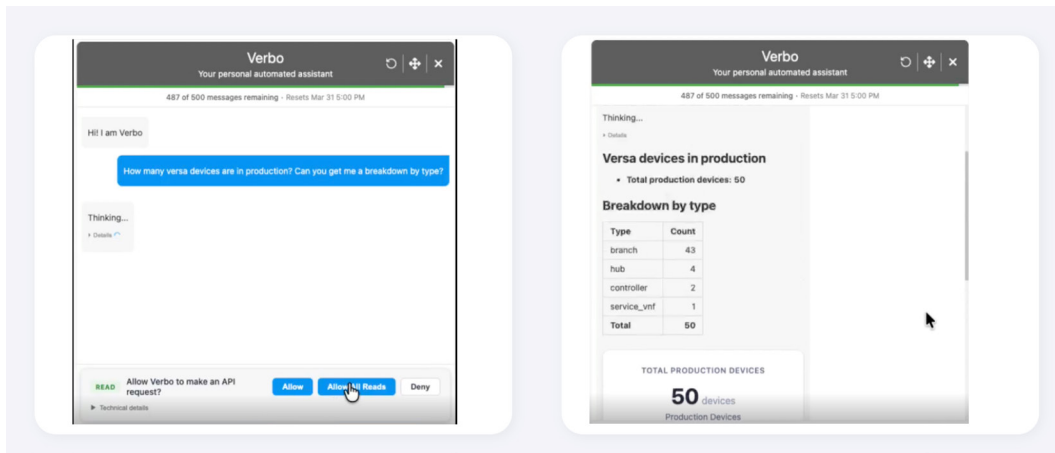 Verbo
Your personal automated assistant
487 of 500 messages remaining - Resets Mar 31 5:00 PM
Hi! I am Verbo
How many versa devices are in production? Can you get me a breakdown by type?
Thinking...
Details
READ
Allow Verbo to make an API
request?
Allow
Allow All Reads
Deny
Technical details
Verbo
Your personal automated assistant
487 of 500 messages remaining - Resets Mar 31 5:00 PM
Thinking...
Details
Versa devices in production
• Total production devices: 50
Breakdown by type
Type Count
branch 43
hub 4
controller 2
service_vnf 1
Total 50
TOTAL PRODUCTION DEVICES
50 devices
Production Devices